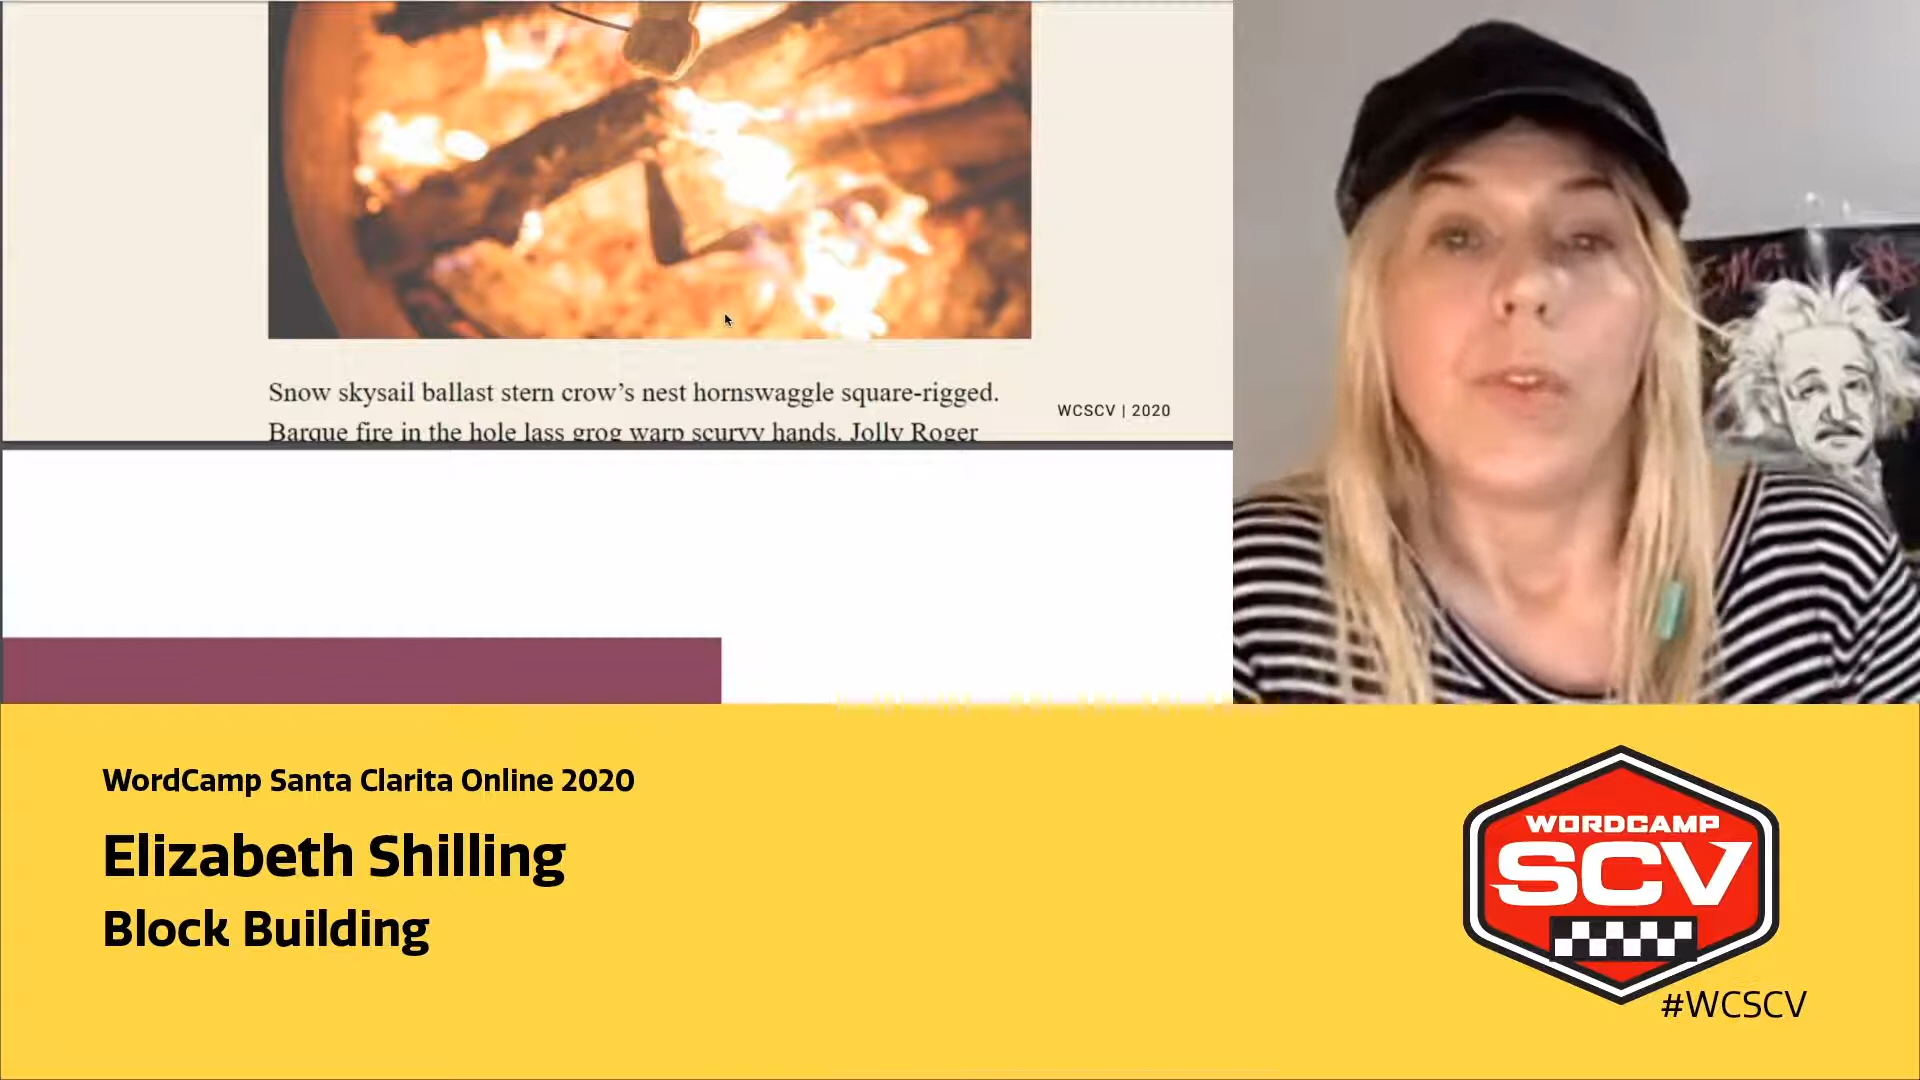 Snow skysail ballast stern crow’s nest hornswaggle square-rigged.
Barque fire in the hole lass grog warp scurvy hands. Jolly Roger
WCSCV | 2020
WordCamp Santa Clarita Online 2020
Elizabeth Shilling
Block Building
WORDCAMP
SCV
#WCSCV